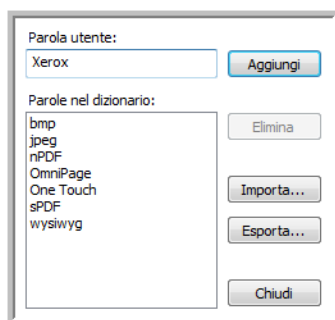 Parola utente:
Xerox
Aggiungi
Parole nel dizionario:
bmp
jpeg
nPDF
OmniPage
One Touch
sPDF
wysiwyg
Elimina
Importa...
Esporta...
Chiudi